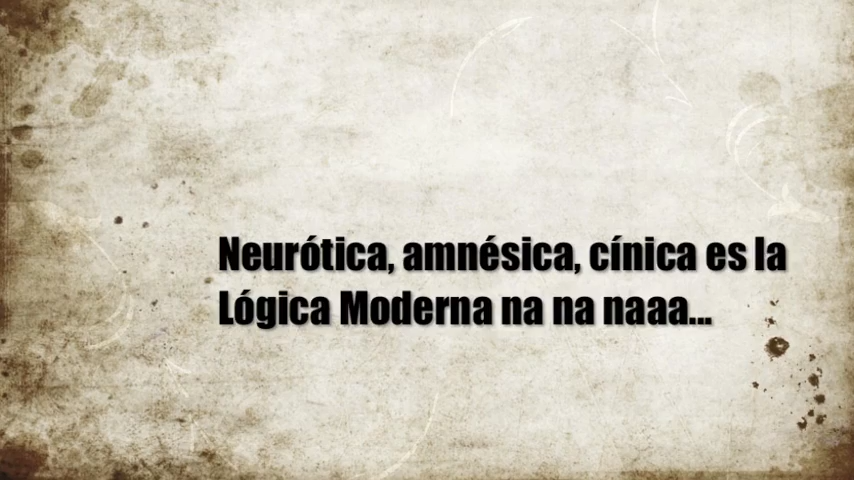 Neurótica, amnésica, cínica es la
Lógica Moderna na na naaa...